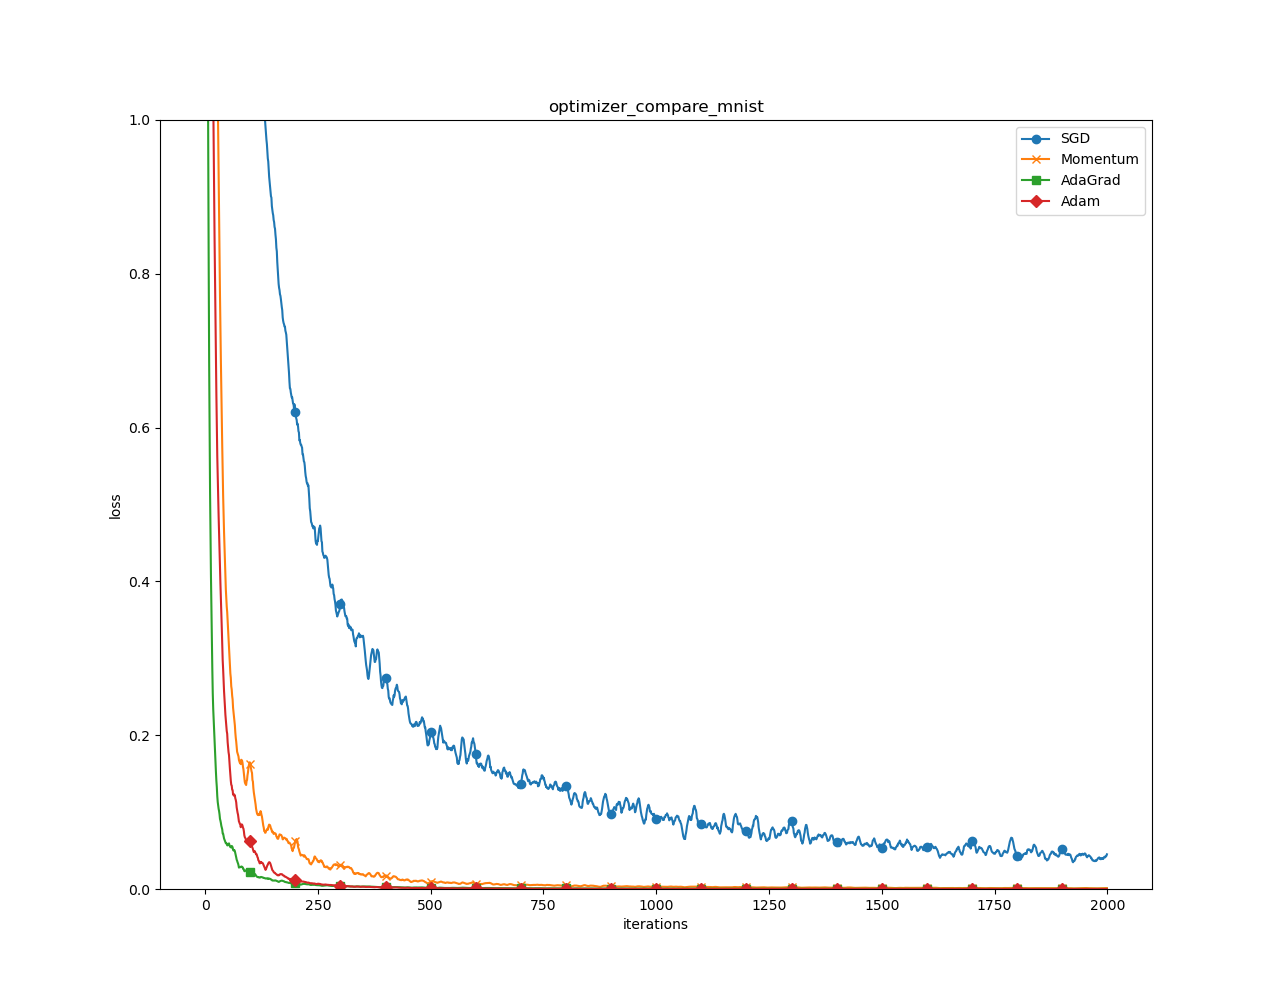 optimizer_compare_mnist
1.0
0.8
0.6
0.4
0.2
0.0
loss
SGD
Momentum
AdaGrad
Adam
0 250 500 750 1000 1250 1500 1750 2000
iterations